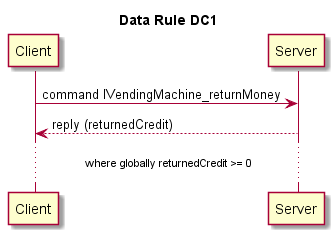 Data Rule DC1
Client
Server
command IVendingMachine_returnMoney
reply (returnedCredit)
where globally returnedCredit >= 0
Client
Server